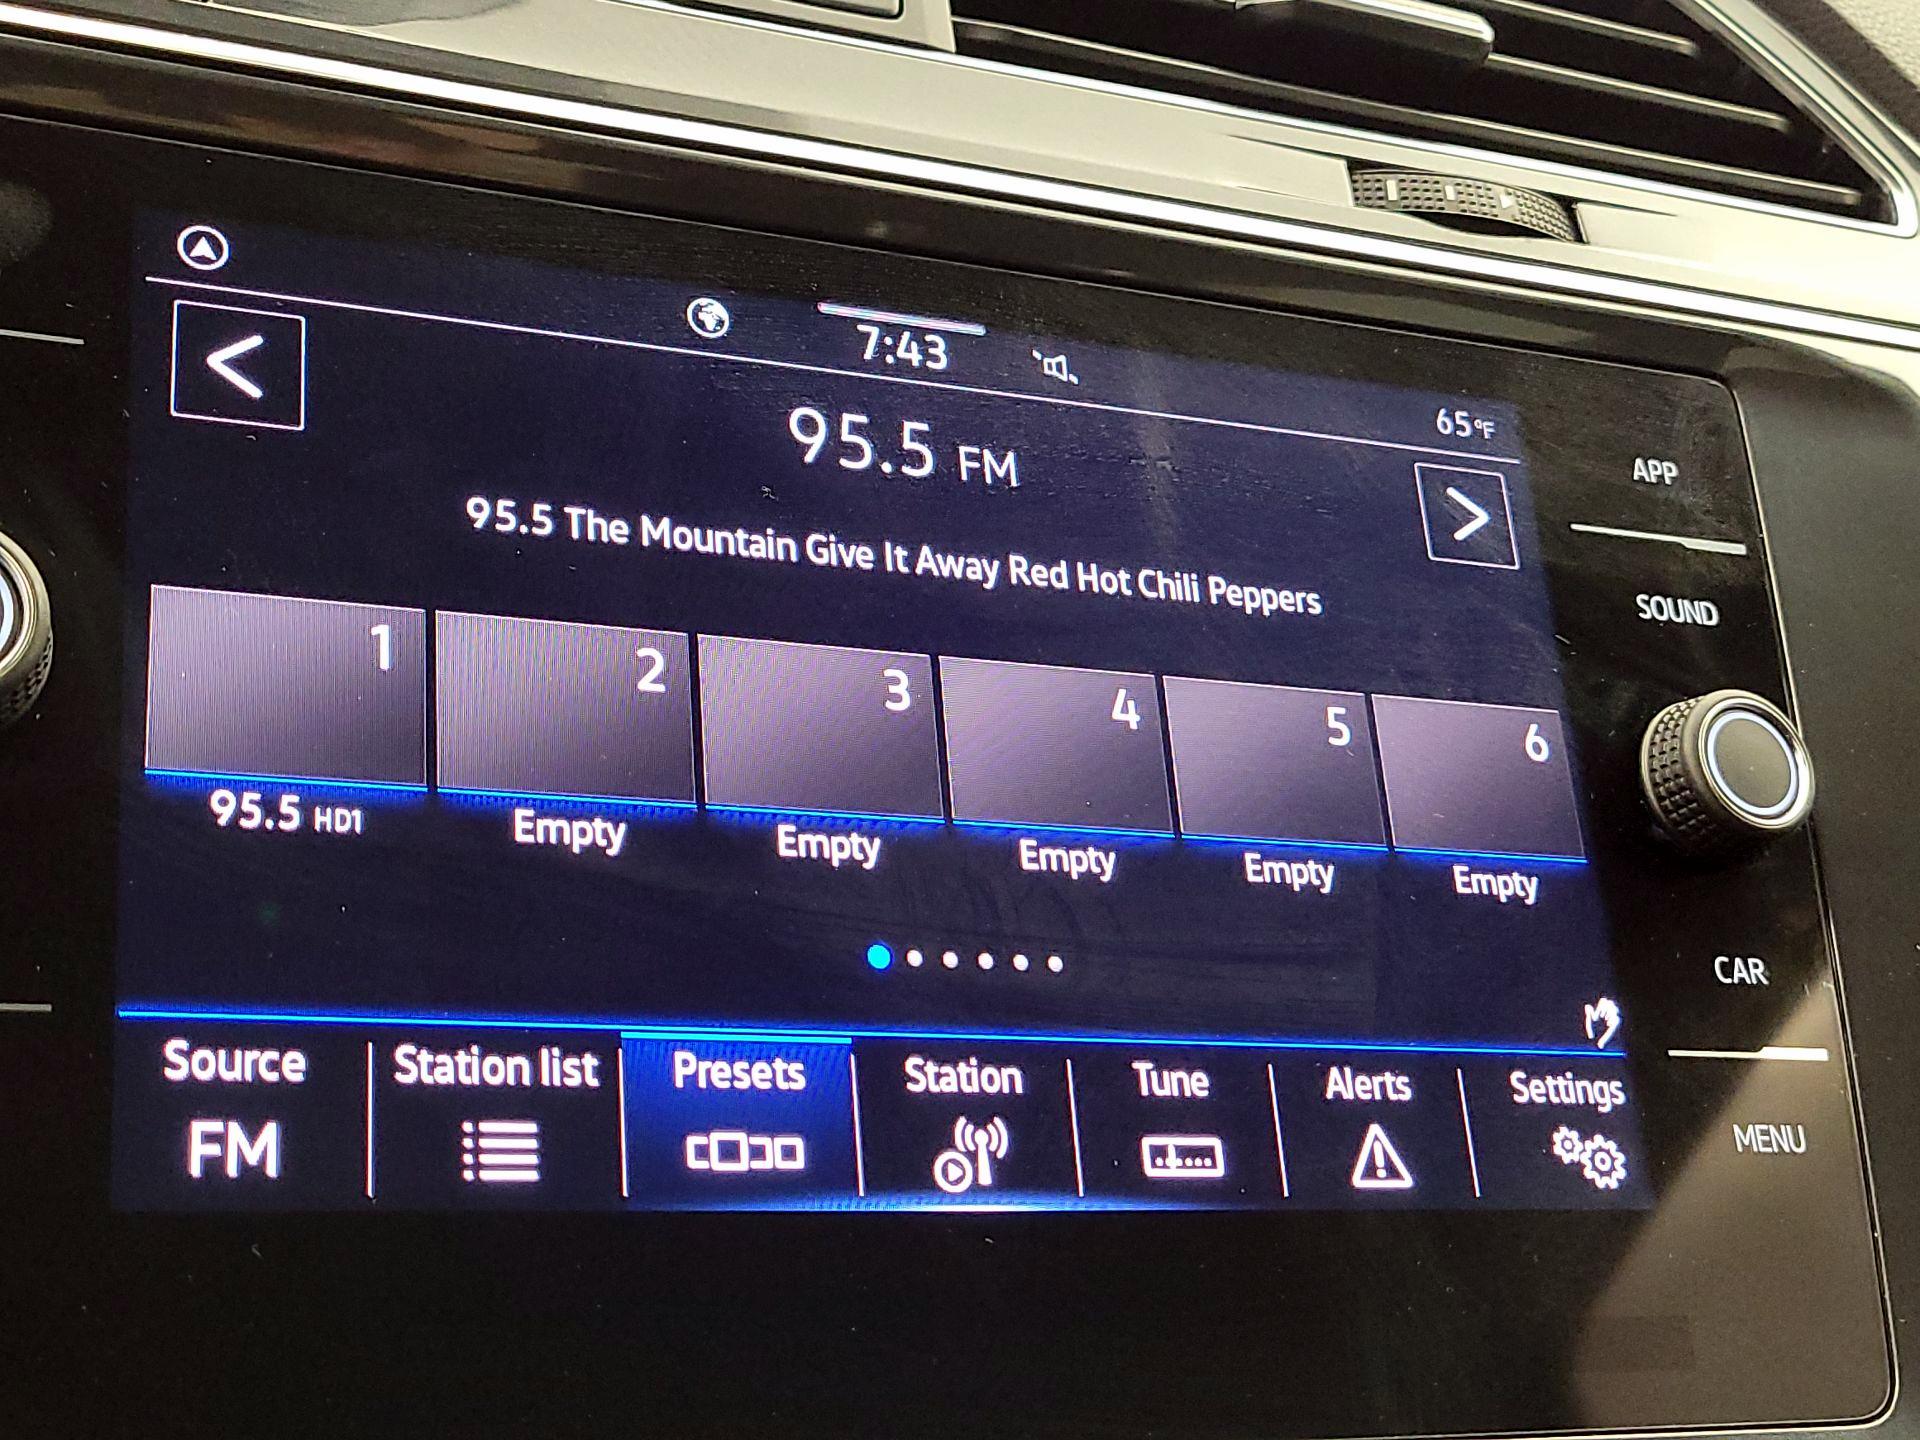 7:43
65°F
95.5 FM
95.5 The Mountain Give It Away Red Hot Chili Peppers
1 2 3 4 5 6
95.5 HD1 Empty Empty Empty Empty Empty
Source Station list Presets Station Tune Alerts Settings
FM
APP
SOUND
CAR
MENU